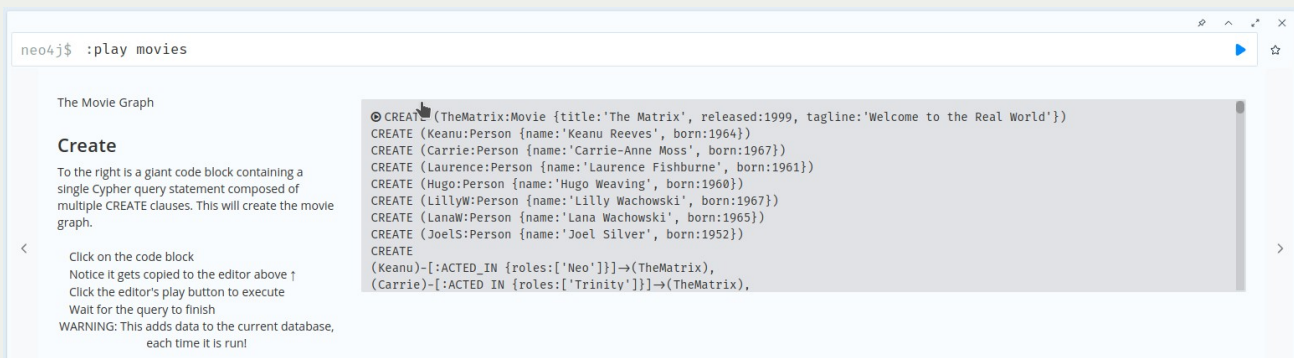 neo4j$ :play movies
The Movie Graph
Create
To the right is a giant code block containing a
single Cypher query statement composed of
multiple CREATE clauses. This will create the movie
graph.
Click on the code block
Notice it gets copied to the editor above ↑
Click the editor's play button to execute
Wait for the query to finish
WARNING: This adds data to the current database,
each time it is run!
CREATE (TheMatrix:Movie {title:'The Matrix', released:1999, tagline:'Welcome to the Real World'})
CREATE (Keanu:Person {name:'Keanu Reeves', born:1964})
CREATE (Carrie:Person {name:'Carrie-Anne Moss', born:1967})
CREATE (Laurence:Person {name:'Laurence Fishburne', born:1961})
CREATE (Hugo:Person {name:'Hugo Weaving', born:1960})
CREATE (LillyW:Person {name:'Lilly Wachowski', born:1967})
CREATE (LanaW:Person {name:'Lana Wachowski', born:1965})
CREATE (JoelS:Person {name:'Joel Silver', born:1952})
CREATE
(Keanu)-[:ACTED_IN {roles:['Neo']}]→(TheMatrix),
(Carrie)-[:ACTED_IN {roles:['Trinity']}]→(TheMatrix),